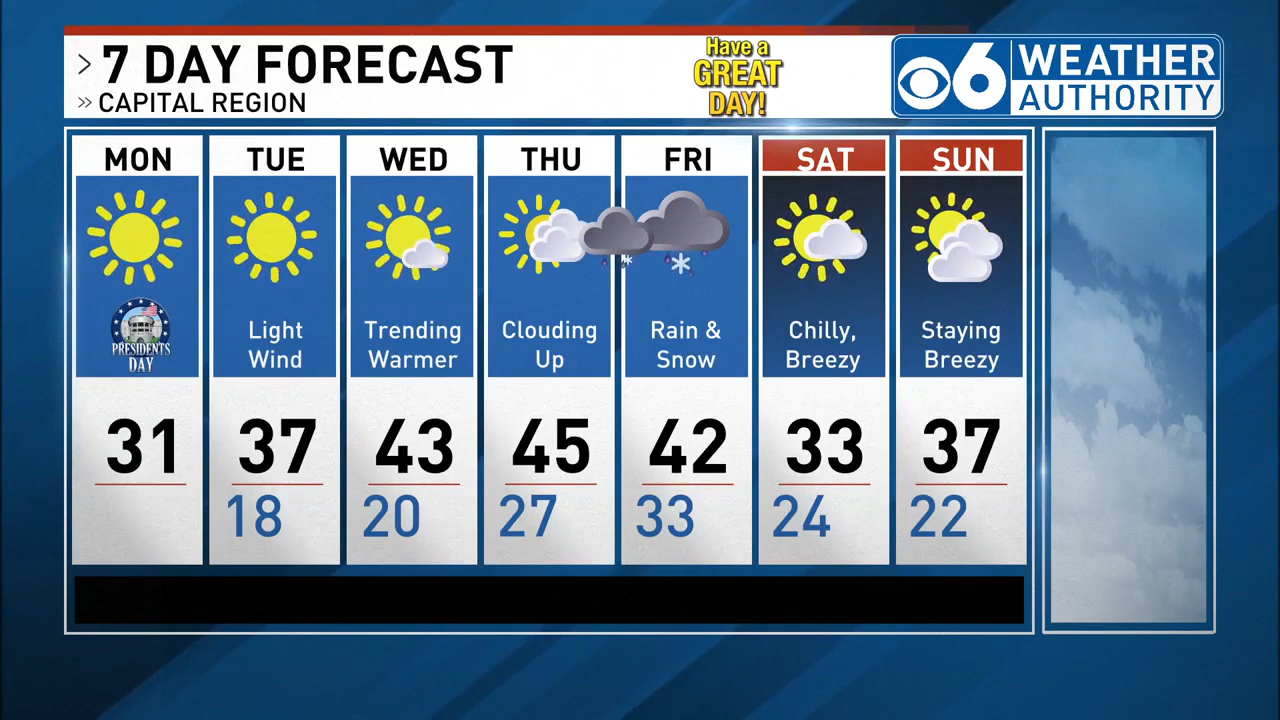 > 7 DAY FORECAST
» CAPITAL REGION
Have a
GREAT
DAY!
6
WEATHER
AUTHORITY
MON
PRESIDENTS
DAY
31
TUE
Light
Wind
37
18
WED
Trending
Warmer
43
20
THU
Clouding
Up
45
27
FRI
Rain &
Snow
42
33
SAT
Chilly,
Breezy
33
24
SUN
Staying
Breezy
37
22